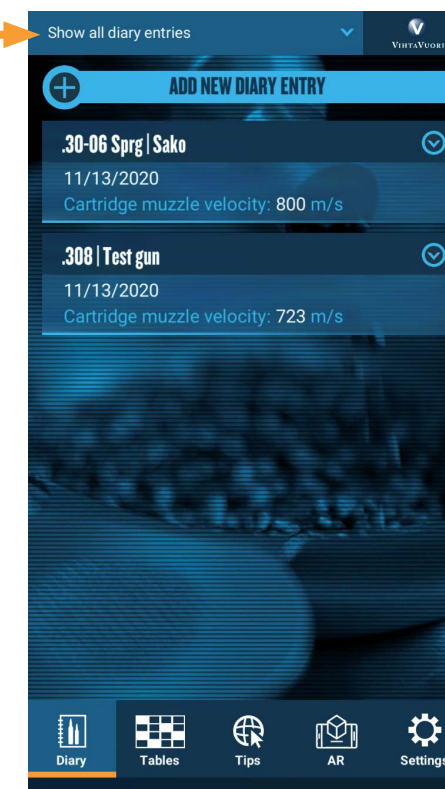 Show all diary entries
VIHTAVUORI
ADD NEW DIARY ENTRY
.30-06 Sprg | Sako
11/13/2020
Cartridge muzzle velocity: 800 m/s
.308 | Test gun
11/13/2020
Cartridge muzzle velocity: 723 m/s
Diary Tables Tips AR Settings